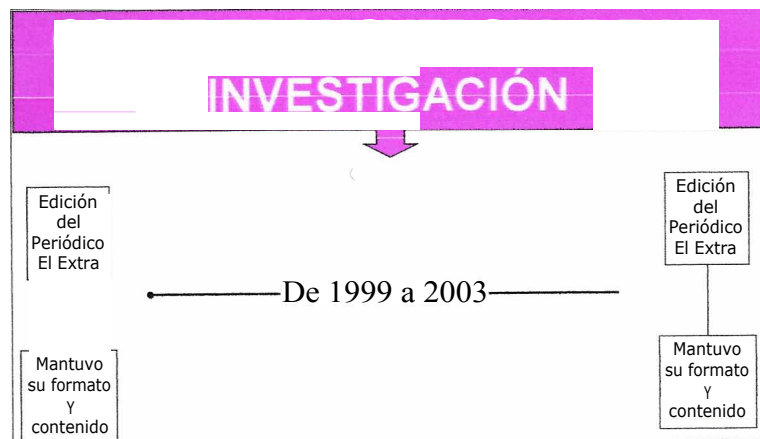 INVESTIGACIÓN
Edición
del
Periódico
El Extra
Edición
del
Periódico
El Extra
De 1999 a 2003
Mantuvo
su formato
y
contenido
Mantuvo
su formato
y
contenido